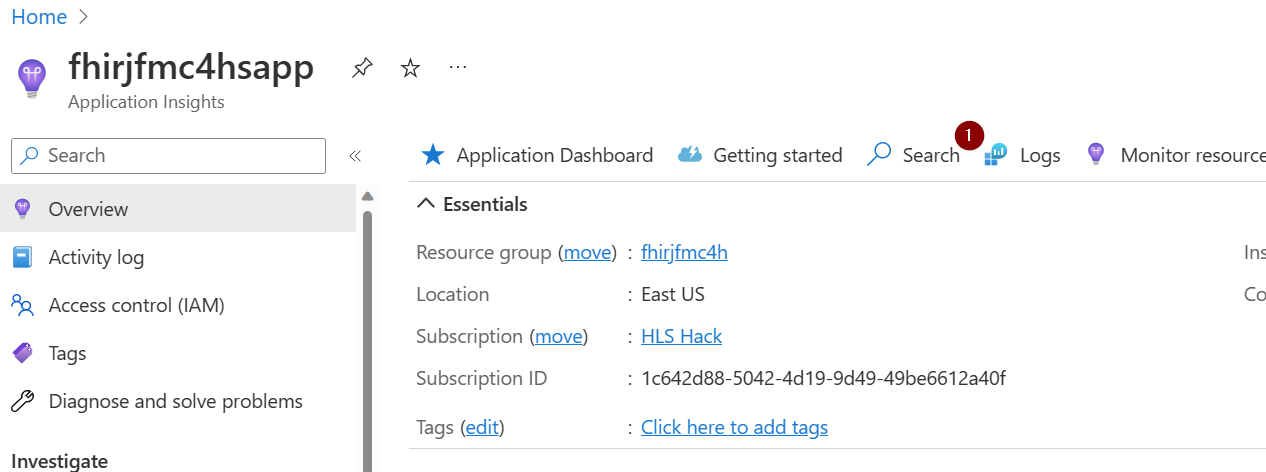 Home >
fhirjfmc4hsapp
Application Insights
Search
Overview
Activity log
Access control (IAM)
Tags
Diagnose and solve problems
Investigate
Application Dashboard Getting started Search 1 Logs Monitor resource
Essentials
Resource group (move) : fhirjfmc4h
Location : East US
Subscription (move) : HLS Hack
Subscription ID : 1c642d88-5042-4d19-9d49-49be6612a40f
Tags (edit) : Click here to add tags
Ins
Co